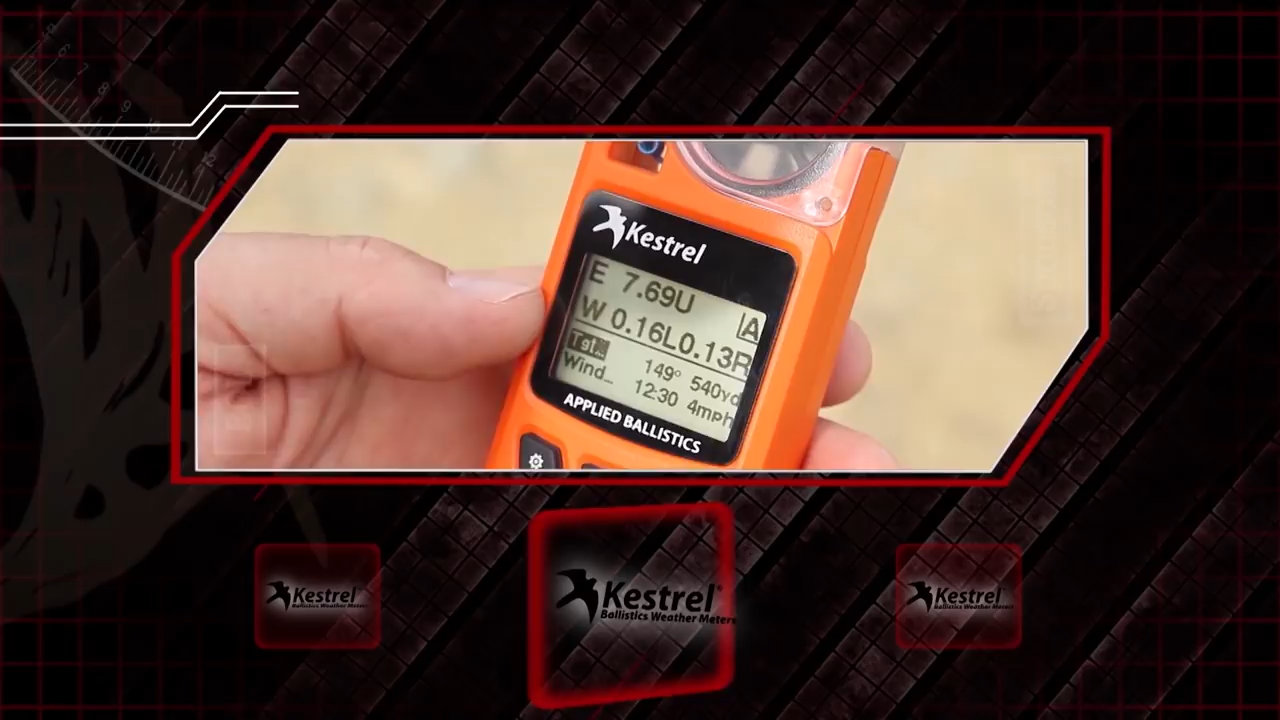 Kestrel
E 7.69U
A
W 0.16L0.13R
Tgt…
149° 540yd
Wind…
12:30 4mph
APPLIED BALLISTICS
Kestrel
Ballistics Weather Meters
Kestrel
Ballistics Weather Meters
Kestrel
Ballistics Weather Meters